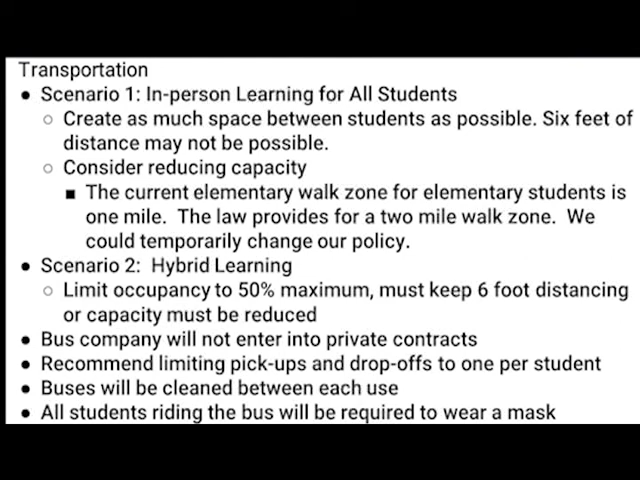 Transportation
● Scenario 1: In-person Learning for All Students
○ Create as much space between students as possible. Six feet of
distance may not be possible.
○ Consider reducing capacity
■ The current elementary walk zone for elementary students is
one mile. The law provides for a two mile walk zone. We
could temporarily change our policy.
● Scenario 2: Hybrid Learning
○ Limit occupancy to 50% maximum, must keep 6 foot distancing
or capacity must be reduced
● Bus company will not enter into private contracts
● Recommend limiting pick-ups and drop-offs to one per student
● Buses will be cleaned between each use
● All students riding the bus will be required to wear a mask